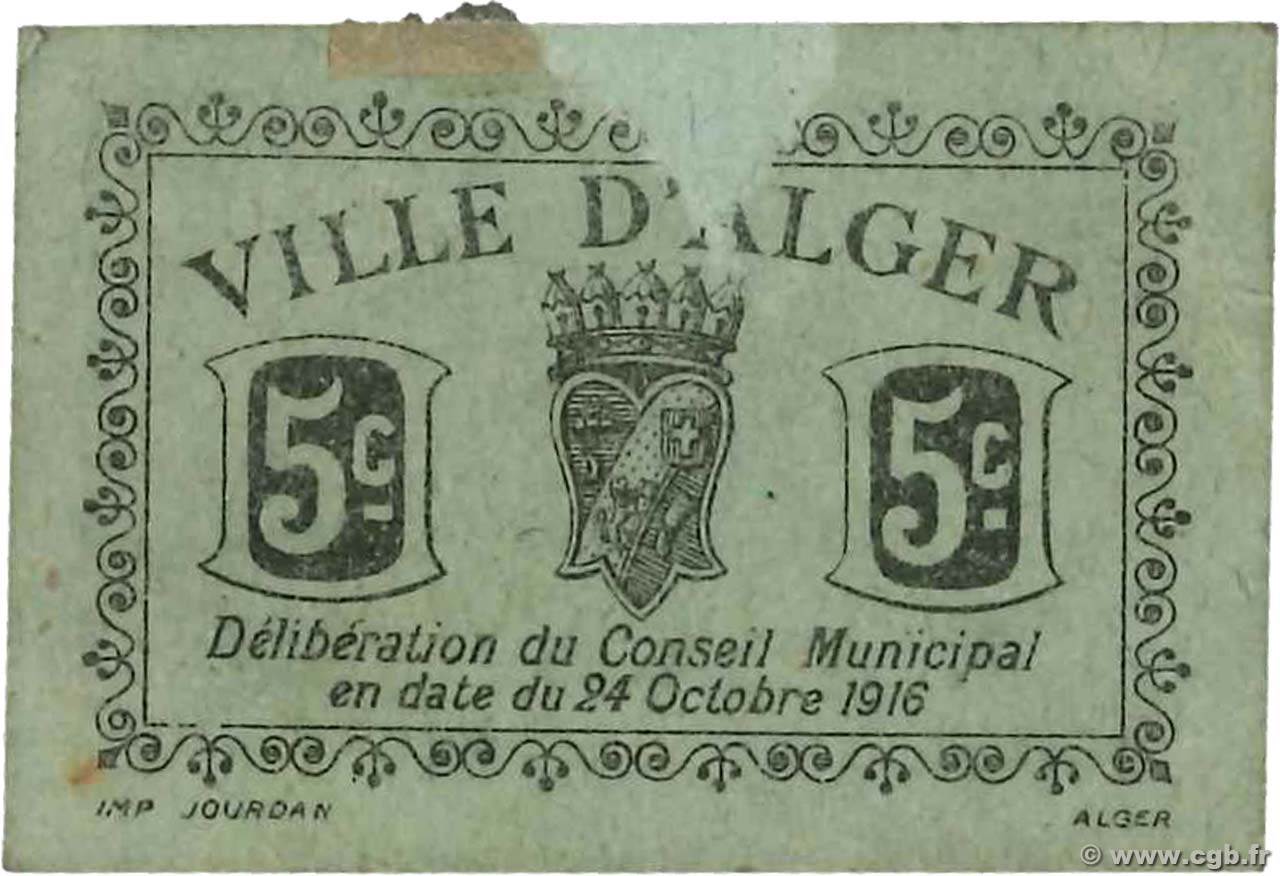 VILLE D'ALGER
5c.
5c.
Délibération du Conseil Municipal
en date du 24 Octobre 1916
IMP JOURDAN
ALGER
© www.cgb.fr